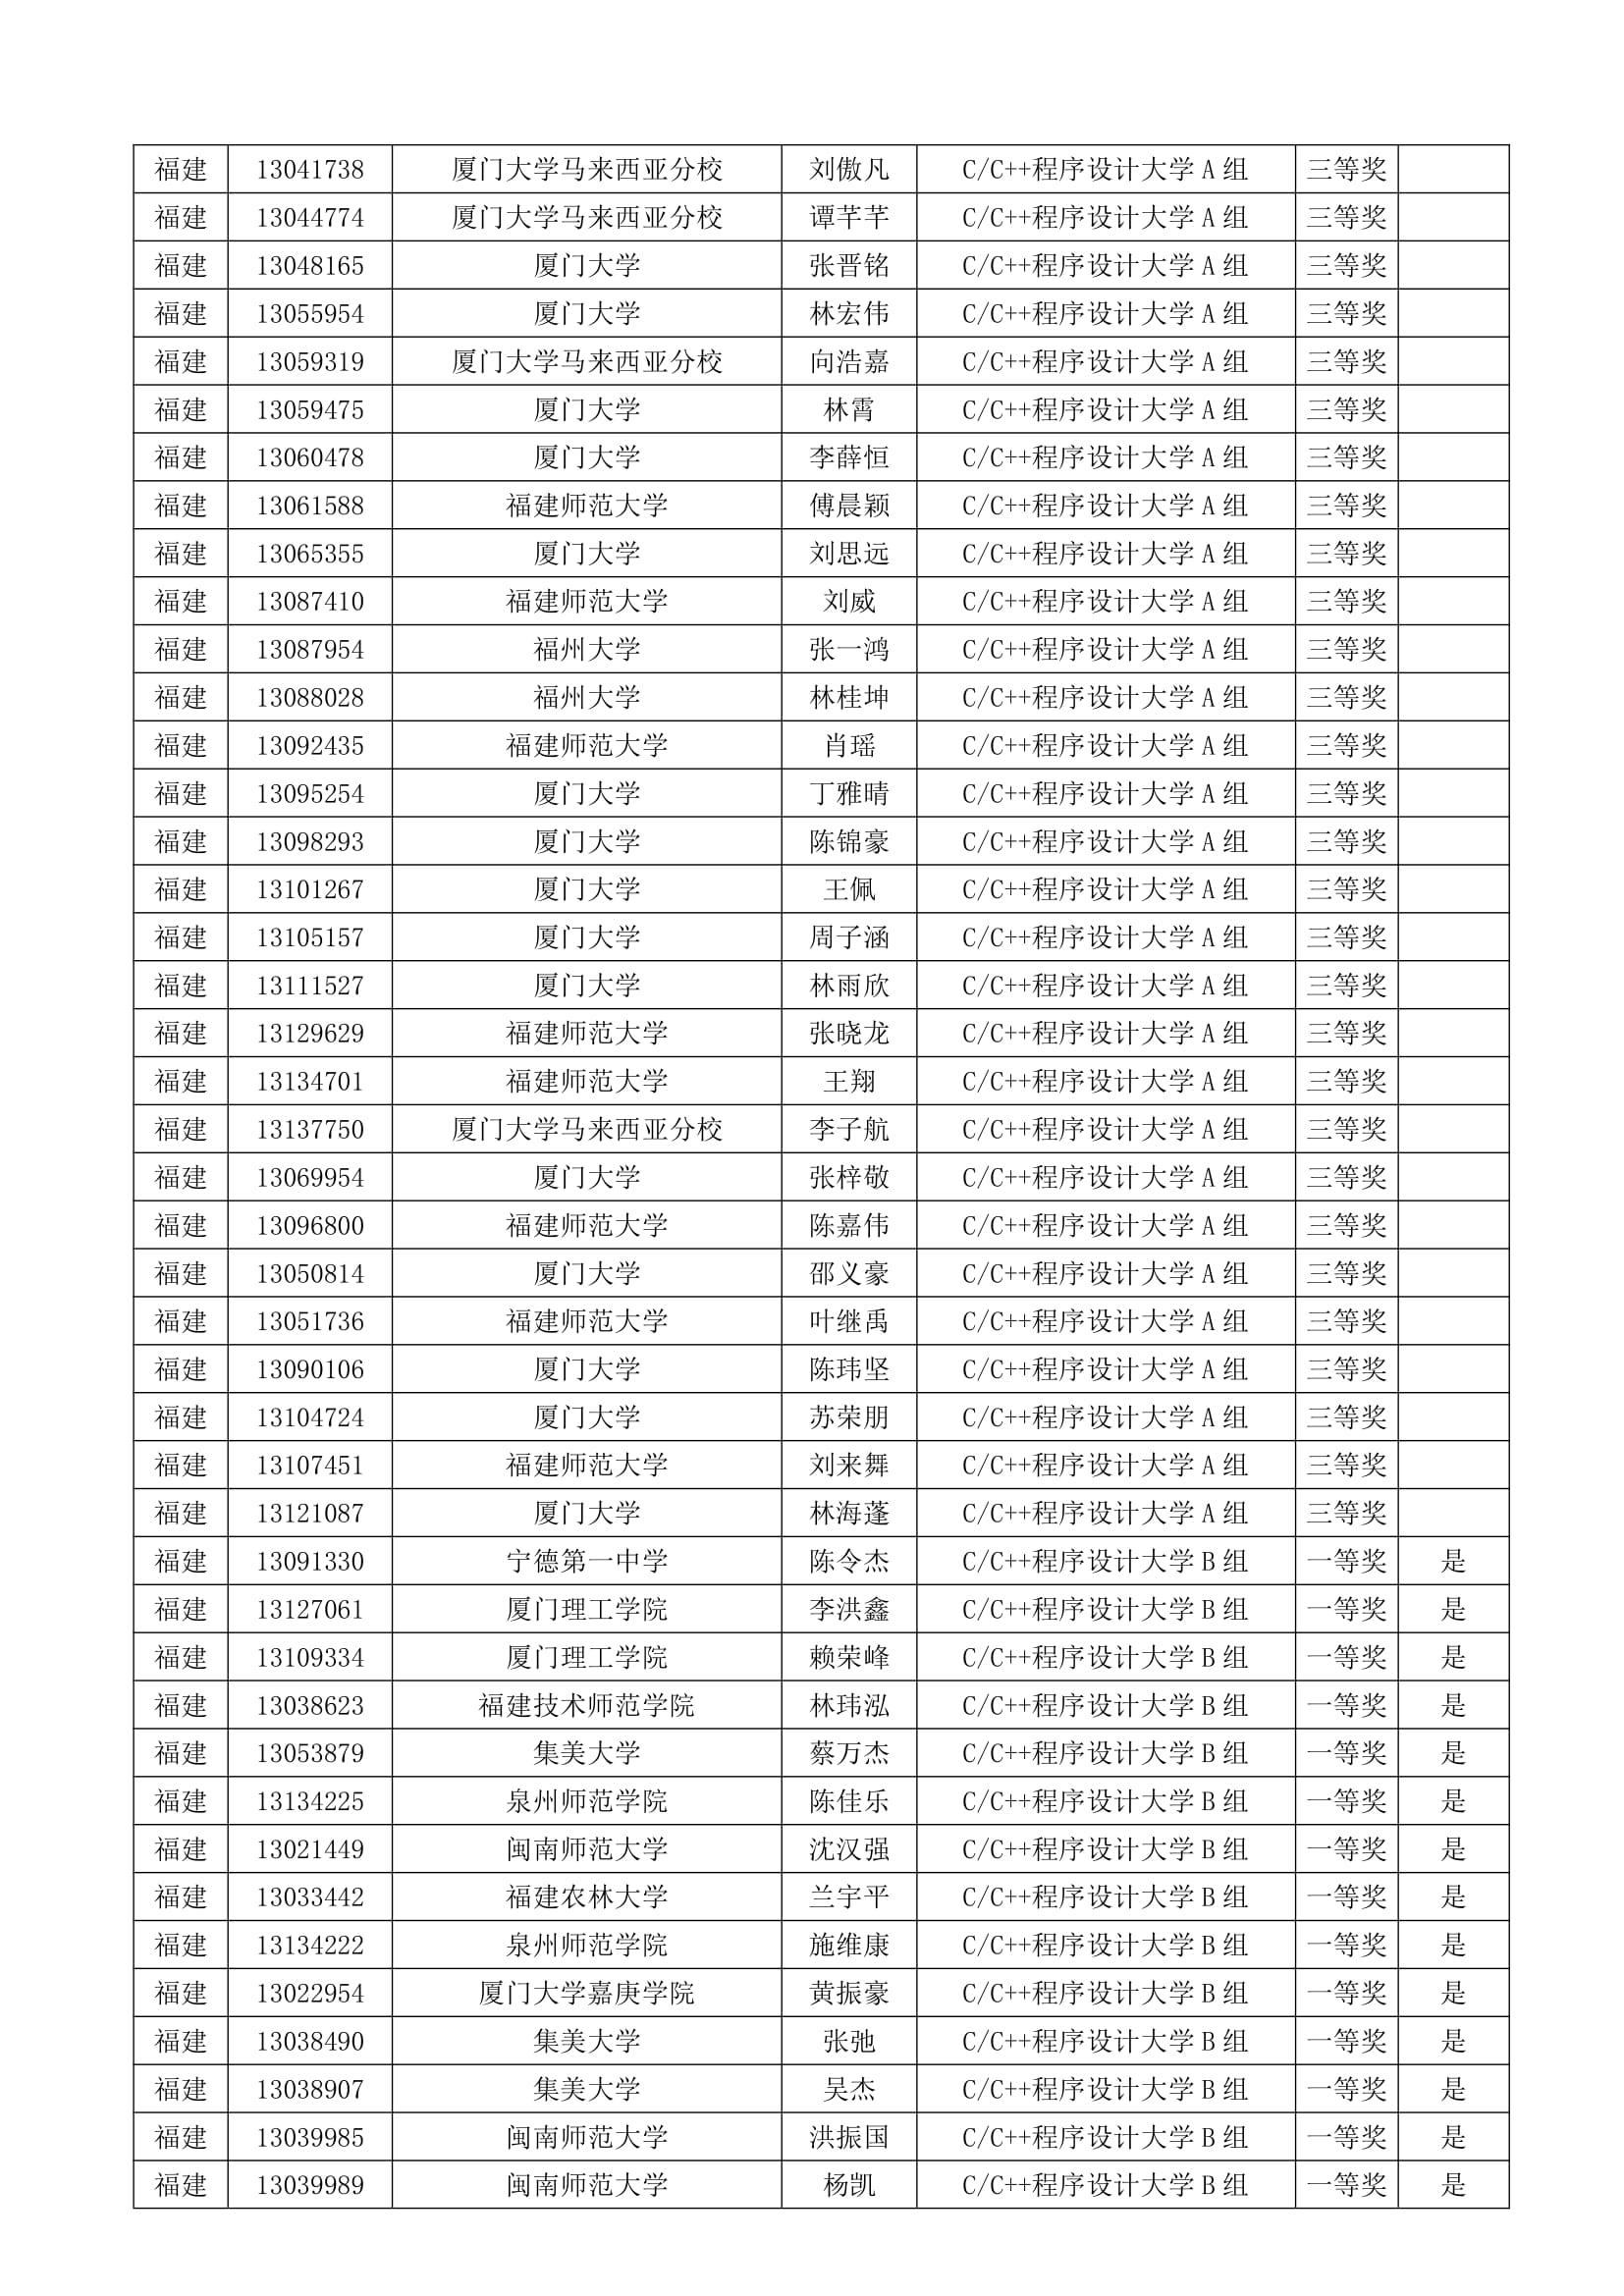 福建 13041738 厦门大学马来西亚分校 刘傲凡 C/C++程序设计大学 A 组 三等奖
福建 13044774 厦门大学马来西亚分校 谭芊芊 C/C++程序设计大学 A 组 三等奖
福建 13048165 厦门大学 张晋铭 C/C++程序设计大学 A 组 三等奖
福建 13055954 厦门大学 林宏伟 C/C++程序设计大学 A 组 三等奖
福建 13059319 厦门大学马来西亚分校 向浩嘉 C/C++程序设计大学 A 组 三等奖
福建 13059475 厦门大学 林霄 C/C++程序设计大学 A 组 三等奖
福建 13060478 厦门大学 李薛恒 C/C++程序设计大学 A 组 三等奖
福建 13061588 福建师范大学 傅晨颖 C/C++程序设计大学 A 组 三等奖
福建 13065355 厦门大学 刘思远 C/C++程序设计大学 A 组 三等奖
福建 13087410 福建师范大学 刘威 C/C++程序设计大学 A 组 三等奖
福建 13087954 福州大学 张一鸿 C/C++程序设计大学 A 组 三等奖
福建 13088028 福州大学 林桂坤 C/C++程序设计大学 A 组 三等奖
福建 13092435 福建师范大学 肖瑶 C/C++程序设计大学 A 组 三等奖
福建 13095254 厦门大学 丁雅晴 C/C++程序设计大学 A 组 三等奖
福建 13098293 厦门大学 陈锦豪 C/C++程序设计大学 A 组 三等奖
福建 13101267 厦门大学 王佩 C/C++程序设计大学 A 组 三等奖
福建 13105157 厦门大学 周子涵 C/C++程序设计大学 A 组 三等奖
福建 13111527 厦门大学 林雨欣 C/C++程序设计大学 A 组 三等奖
福建 13129629 福建师范大学 张晓龙 C/C++程序设计大学 A 组 三等奖
福建 13134701 福建师范大学 王翔 C/C++程序设计大学 A 组 三等奖
福建 13137750 厦门大学马来西亚分校 李子航 C/C++程序设计大学 A 组 三等奖
福建 13069954 厦门大学 张梓敬 C/C++程序设计大学 A 组 三等奖
福建 13096800 福建师范大学 陈嘉伟 C/C++程序设计大学 A 组 三等奖
福建 13050814 厦门大学 邵义豪 C/C++程序设计大学 A 组 三等奖
福建 13051736 福建师范大学 叶继禹 C/C++程序设计大学 A 组 三等奖
福建 13090106 厦门大学 陈玮坚 C/C++程序设计大学 A 组 三等奖
福建 13104724 厦门大学 苏荣朋 C/C++程序设计大学 A 组 三等奖
福建 13107451 福建师范大学 刘来舞 C/C++程序设计大学 A 组 三等奖
福建 13121087 厦门大学 林海蓬 C/C++程序设计大学 A 组 三等奖
福建 13091330 宁德第一中学 陈令杰 C/C++程序设计大学 B 组 一等奖 是
福建 13127061 厦门理工学院 李洪鑫 C/C++程序设计大学 B 组 一等奖 是
福建 13109334 厦门理工学院 赖荣峰 C/C++程序设计大学 B 组 一等奖 是
福建 13038623 福建技术师范学院 林玮泓 C/C++程序设计大学 B 组 一等奖 是
福建 13053879 集美大学 蔡万杰 C/C++程序设计大学 B 组 一等奖 是
福建 13134225 泉州师范学院 陈佳乐 C/C++程序设计大学 B 组 一等奖 是
福建 13021449 闽南师范大学 沈汉强 C/C++程序设计大学 B 组 一等奖 是
福建 13033442 福建农林大学 兰宇平 C/C++程序设计大学 B 组 一等奖 是
福建 13134222 泉州师范学院 施维康 C/C++程序设计大学 B 组 一等奖 是
福建 13022954 厦门大学嘉庚学院 黄振豪 C/C++程序设计大学 B 组 一等奖 是
福建 13038490 集美大学 张弛 C/C++程序设计大学 B 组 一等奖 是
福建 13038907 集美大学 吴杰 C/C++程序设计大学 B 组 一等奖 是
福建 13039985 闽南师范大学 洪振国 C/C++程序设计大学 B 组 一等奖 是
福建 13039989 闽南师范大学 杨凯 C/C++程序设计大学 B 组 一等奖 是